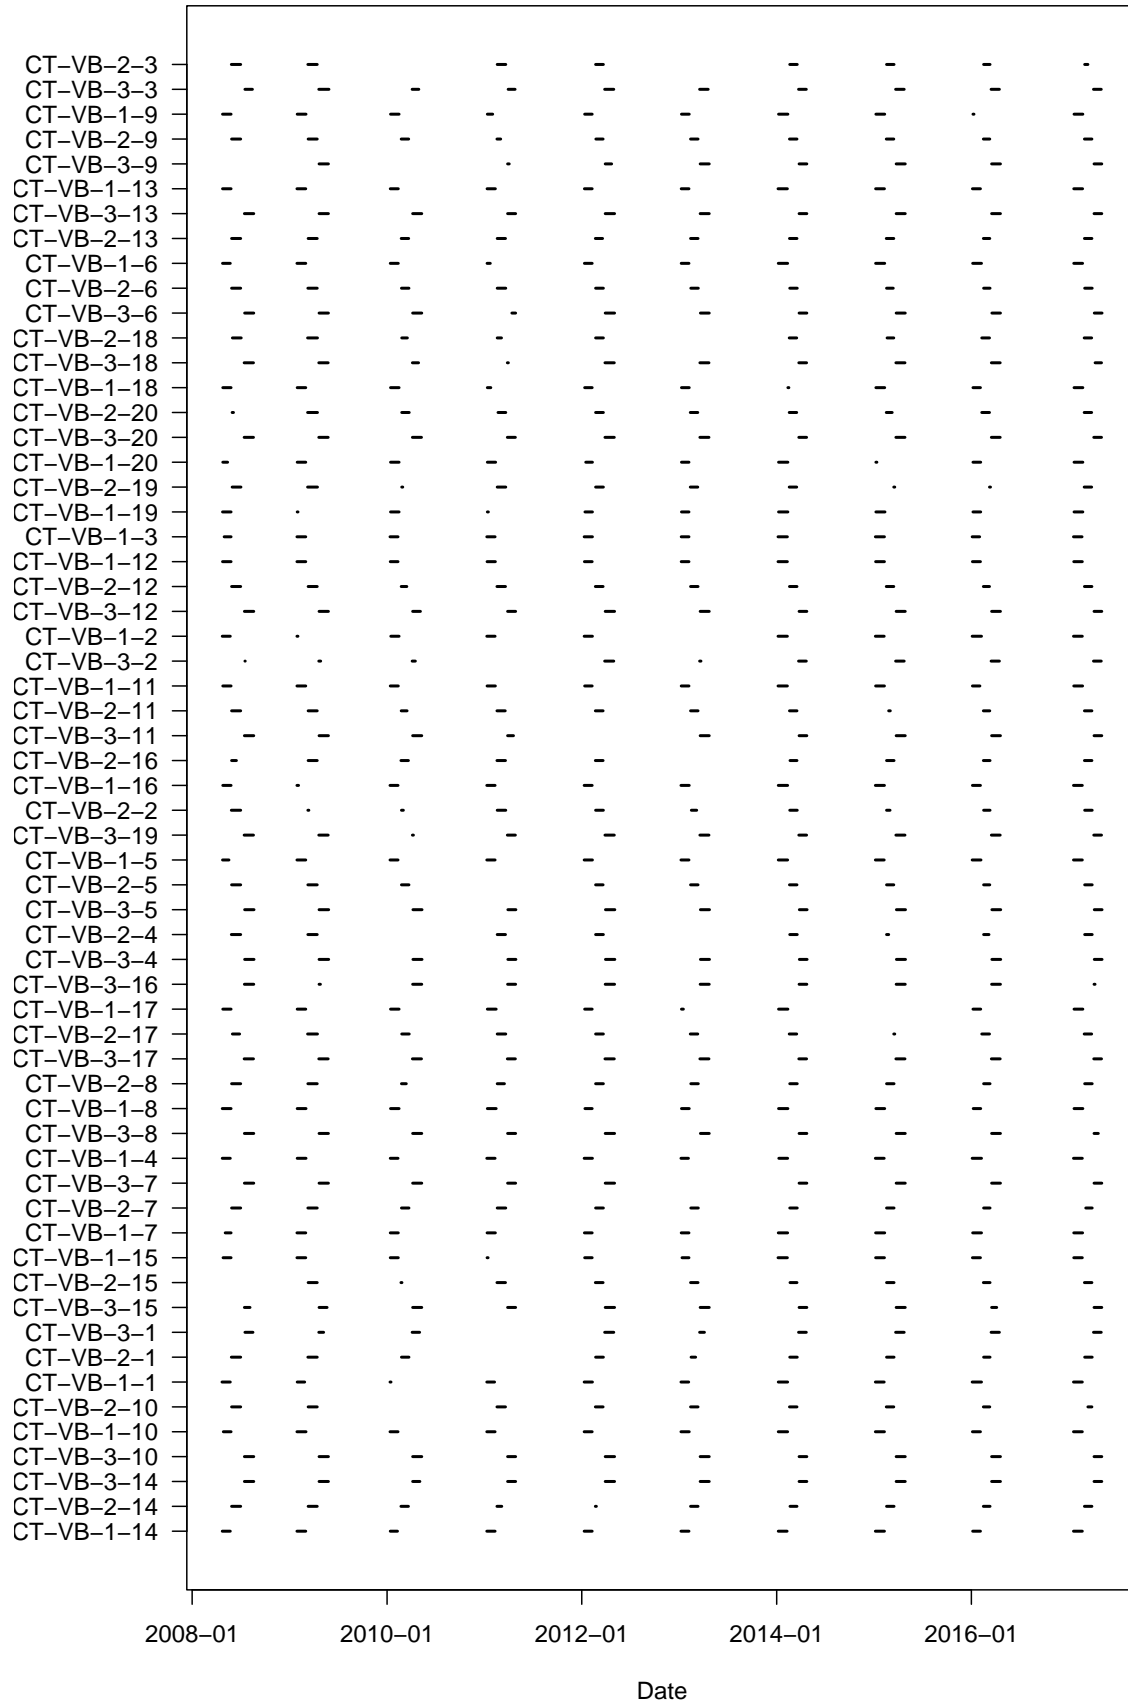 CT−VB−2−3
CT−VB−3−3
CT−VB−1−9
CT−VB−2−9
CT−VB−3−9
CT−VB−1−13
CT−VB−3−13
CT−VB−2−13
CT−VB−1−6
CT−VB−2−6
CT−VB−3−6
CT−VB−2−18
CT−VB−3−18
CT−VB−1−18
CT−VB−2−20
CT−VB−3−20
CT−VB−1−20
CT−VB−2−19
CT−VB−1−19
CT−VB−1−3
CT−VB−1−12
CT−VB−2−12
CT−VB−3−12
CT−VB−1−2
CT−VB−3−2
CT−VB−1−11
CT−VB−2−11
CT−VB−3−11
CT−VB−2−16
CT−VB−1−16
CT−VB−2−2
CT−VB−3−19
CT−VB−1−5
CT−VB−2−5
CT−VB−3−5
CT−VB−2−4
CT−VB−3−4
CT−VB−3−16
CT−VB−1−17
CT−VB−2−17
CT−VB−3−17
CT−VB−2−8
CT−VB−1−8
CT−VB−3−8
CT−VB−1−4
CT−VB−3−7
CT−VB−2−7
CT−VB−1−7
CT−VB−1−15
CT−VB−2−15
CT−VB−3−15
CT−VB−3−1
CT−VB−2−1
CT−VB−1−1
CT−VB−2−10
CT−VB−1−10
CT−VB−3−10
CT−VB−3−14
CT−VB−2−14
CT−VB−1−14
2008−01 2010−01 2012−01 2014−01 2016−01
Date